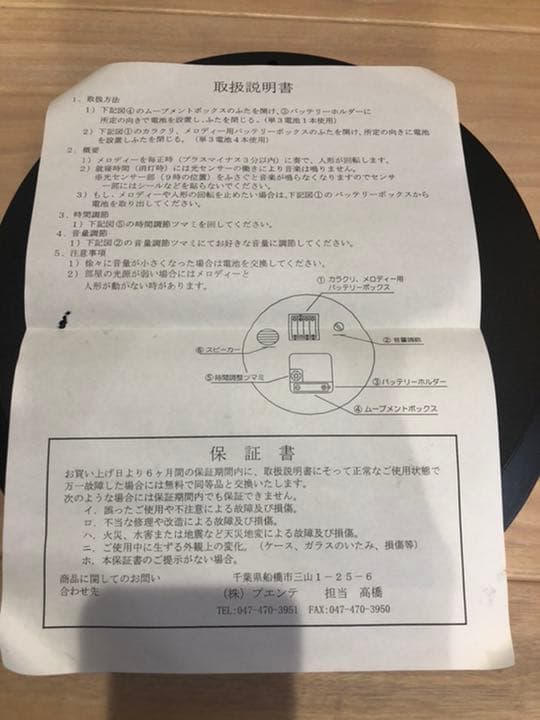 取扱説明書
1．取扱方法
1）下記図④のムーブメントボックスのふたを開け、③バッテリーホルダーに
所定の向きで電池を設置し、ふたを閉じる。（単3電池1本使用）
2）下記図①のカラクリ、メロディー用バッテリーボックスのふたを開け、所定の向きに電池
を設置しふたを閉じる。（単3電池4本使用）
2．概要
1）メロディーを毎正時（プラスマイナス3分以内）に奏で、人形が回転します。
2）就寝時間（消灯時）には光センサーの働きにより音楽は鳴りません。
※光センサー部（9時の位置）をふさぐと音楽が鳴らなくなりますのでセンサ
ー部にはシールなどを貼らないでください。
3）もし、メロディーや人形の回転を止めたい場合は、下記図①のバッテリーボックスから
電池を取り出してください。
3．時間調節
1）下記図⑤の時間調節ツマミを回してください。
4．音量調節
1）下記図②の音量調節ツマミにてお好きな音量に調節してください。
5．注意事項
1）徐々に音量が小さくなった場合は電池を交換してください。
2）部屋の光源が弱い場合にはメロディーと
人形が動かない時があります。
①カラクリ、メロディー用
バッテリーボックス
②音量調節
⑥スピーカー
⑤時間調整ツマミ
③バッテリーホルダー
④ムーブメントボックス
保証書
お買い上げ日より6ヶ月間の保証期間内に、取扱説明書にそって正常なご使用状態で
万一故障した場合には無料で同等品と交換いたします。
次のような場合には保証期間内でも保証できません。
イ．誤ったご使用や不注意による故障及び損傷。
ロ．不当な修理や改造による故障及び損傷。
ハ．火災、水害または地震など天災地変による故障及び損傷。
ニ．ご使用中に生ずる外観上の変化。（ケース、ガラスのいたみ、損傷等）
ホ．本保証書のご提示がない場合。
商品に関してのお問い　千葉県船橋市三山1－25－6
合わせ先　（株）プエンテ　担当　高橋
TEL:047-470-3951　FAX:047-470-3950